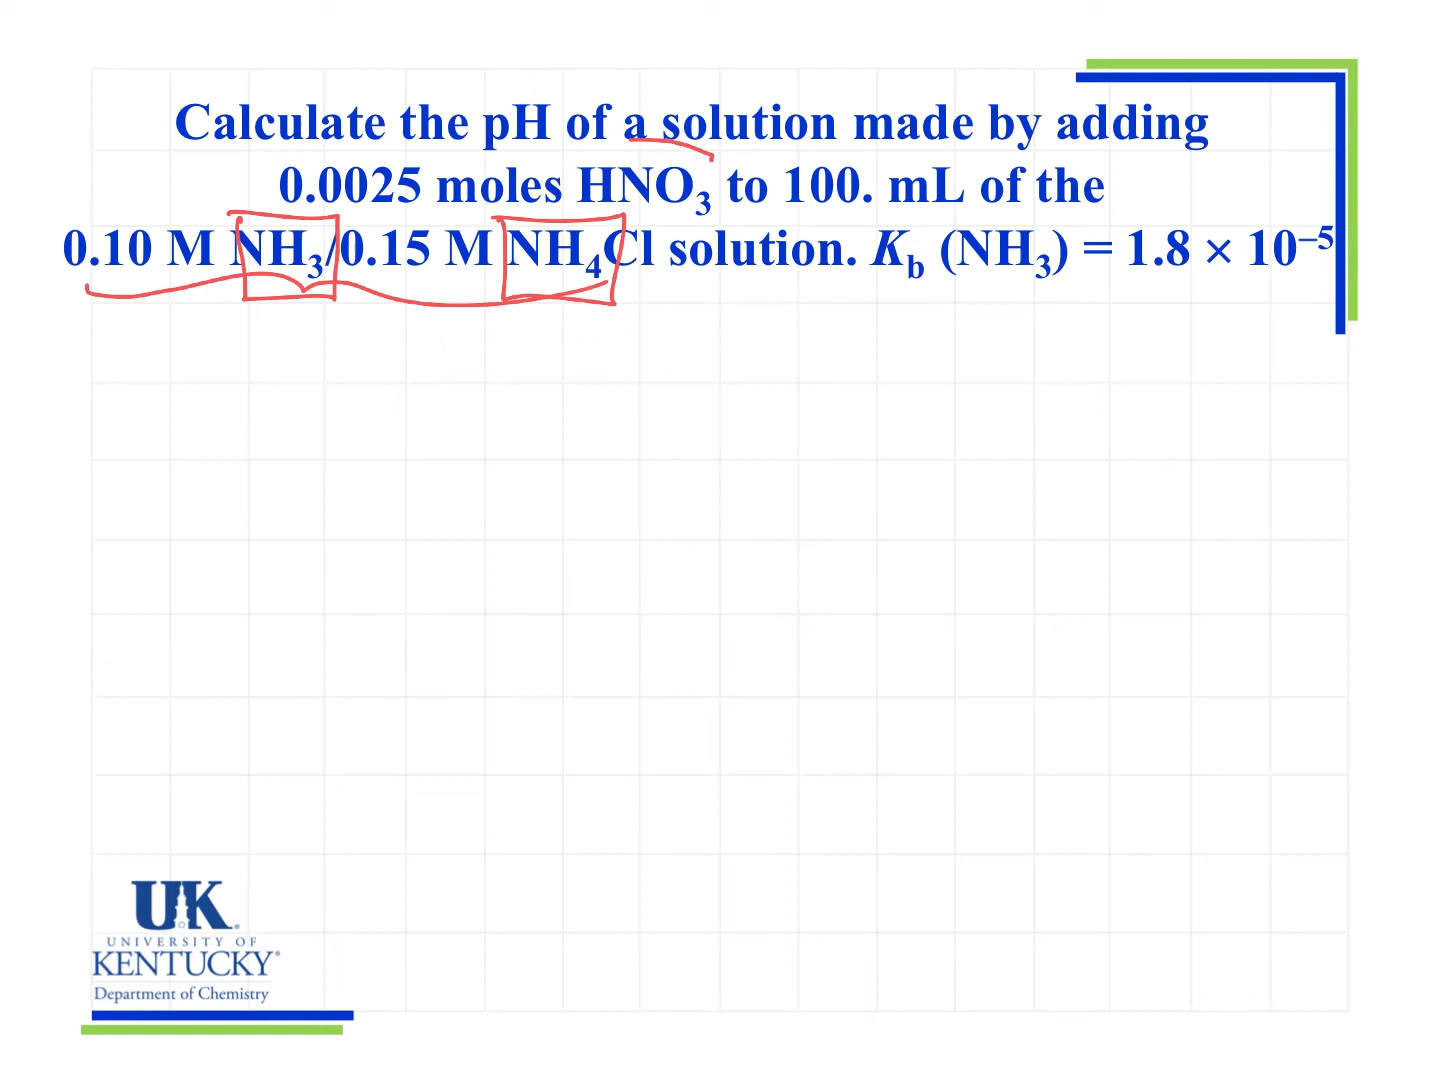 Calculate the pH of a solution made by adding
0.0025 moles HNO₃ to 100. mL of the
0.10 M NH₃/0.15 M NH₄Cl solution. K_b (NH₃) = 1.8 × 10⁻⁵
UK
UNIVERSITY OF
KENTUCKY®
Department of Chemistry